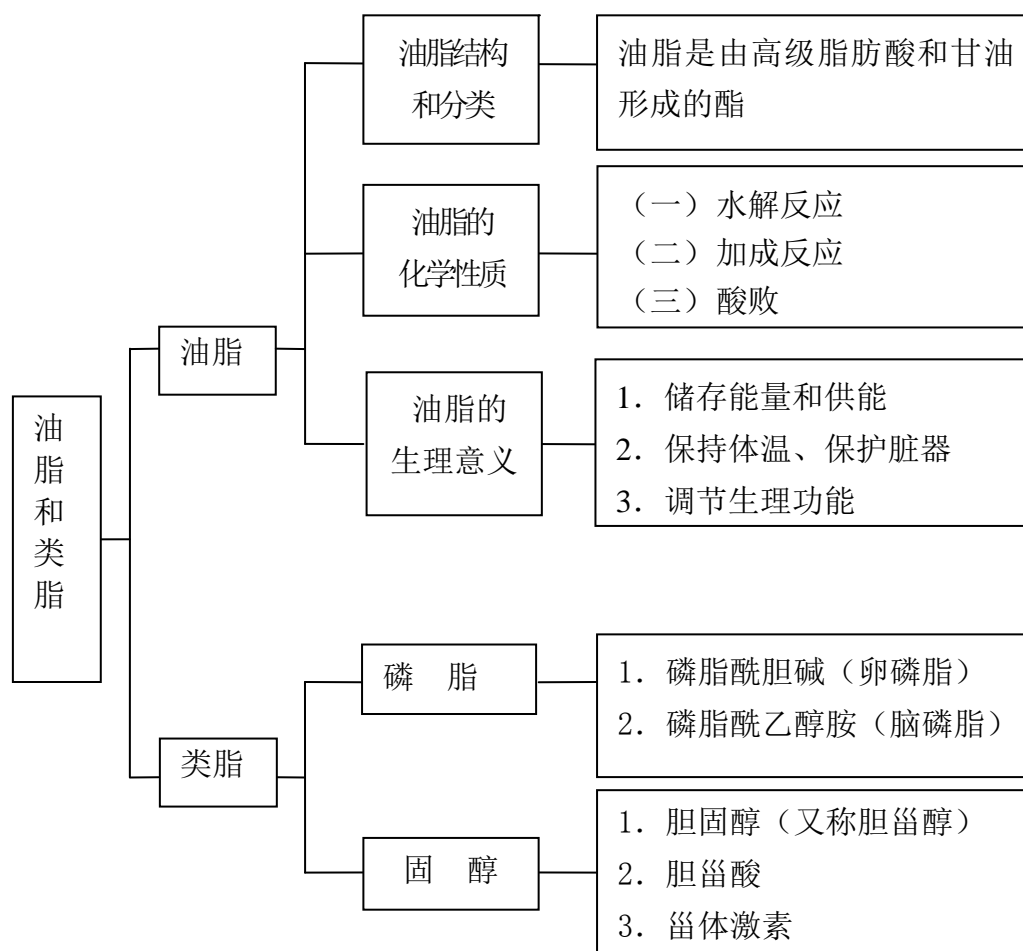 油脂和类脂
油脂
油脂结构
和分类
油脂是由高级脂肪酸和甘油
形成的酯
油脂的
化学性质
（一）水解反应
（二）加成反应
（三）酸败
油脂的
生理意义
1．储存能量和供能
2．保持体温、保护脏器
3．调节生理功能
类脂
磷 脂
1．磷脂酰胆碱（卵磷脂）
2．磷脂酰乙醇胺（脑磷脂）
固 醇
1．胆固醇（又称胆甾醇）
2．胆甾酸
3．甾体激素